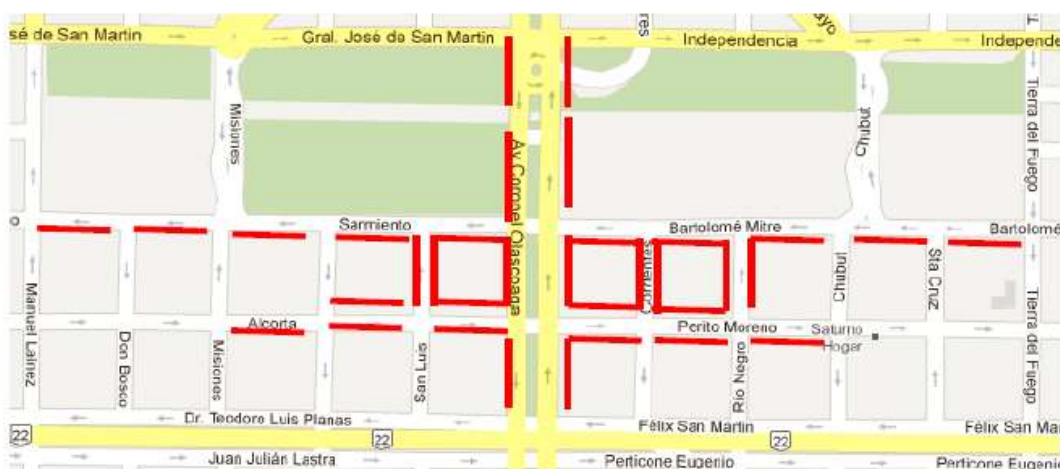 sé de San Martin
Gral. José de San Martin
Independencia
Independe
Misiones
Av Coronel Olascoaga
Chubut
Tierra del Fuego
Sarmiento
Bartolomé Mitre
Bartolomé
o
Manuel Lainez
Don Bosco
Misiones
San Luis
Corrientes
Rio Negro
Chubut
Sta Cruz
Tierra del Fuego
Alcorta
Perito Moreno
Saturno
Hogar
Dr. Teodoro Luis Planas
Félix San Martin
Félix San Ma
22
22
22
Juan Julián Lastra
Perticone Eugenio
Perticone Eugenio